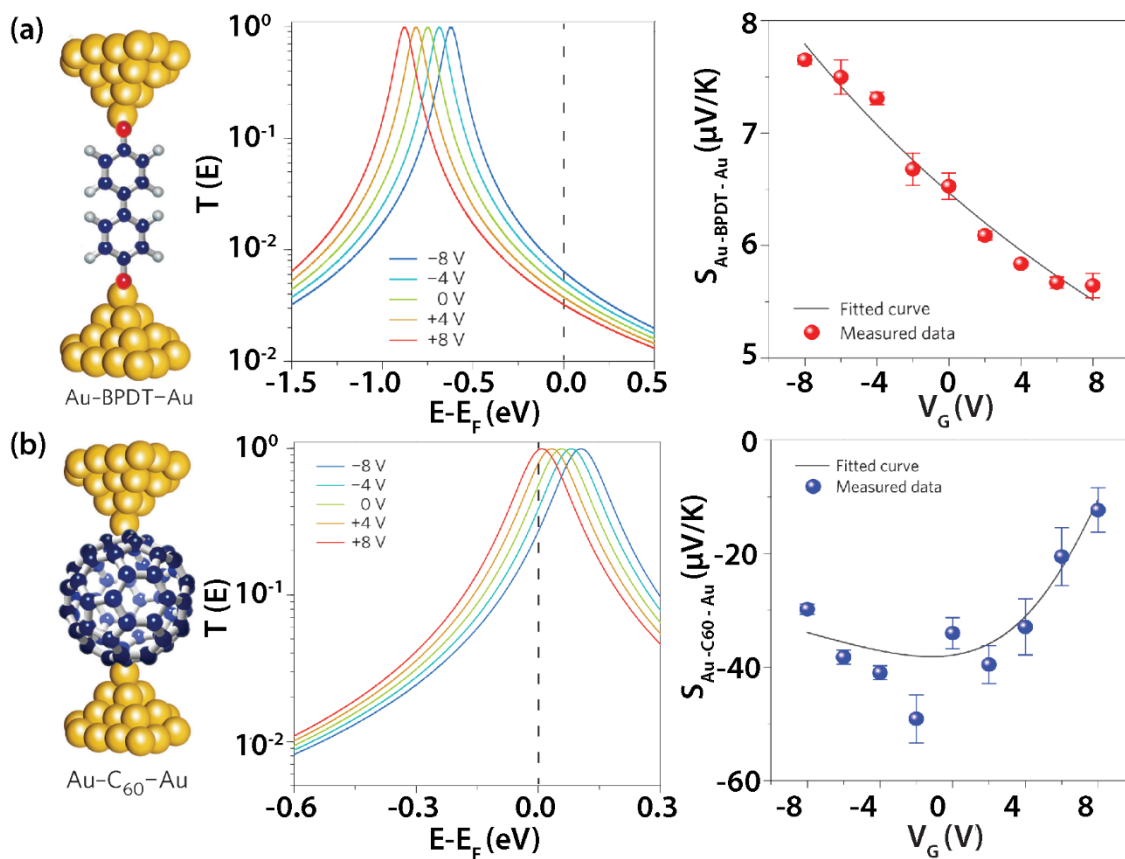 (a)
Au-BPDT-Au
T (E)
10⁰
10⁻¹
10⁻²
10⁻²
−8 V
−4 V
0 V
+4 V
+8 V
-1.5 -1.0 -0.5 0.0 0.5
E-E_F (eV)
S_Au-BPDT-Au (µV/K)
8
7
6
5
Fitted curve
Measured data
-8 -4 0 4 8
V_G (V)
(b)
Au-C₆₀-Au
T (E)
10⁰
10⁻¹
10⁻²
−8 V
−4 V
0 V
+4 V
+8 V
-0.6 -0.3 0.0 0.3
E-E_F (eV)
S_Au-C60-Au (µV/K)
0
-20
-40
-60
Fitted curve
Measured data
-8 -4 0 4 8
V_G (V)